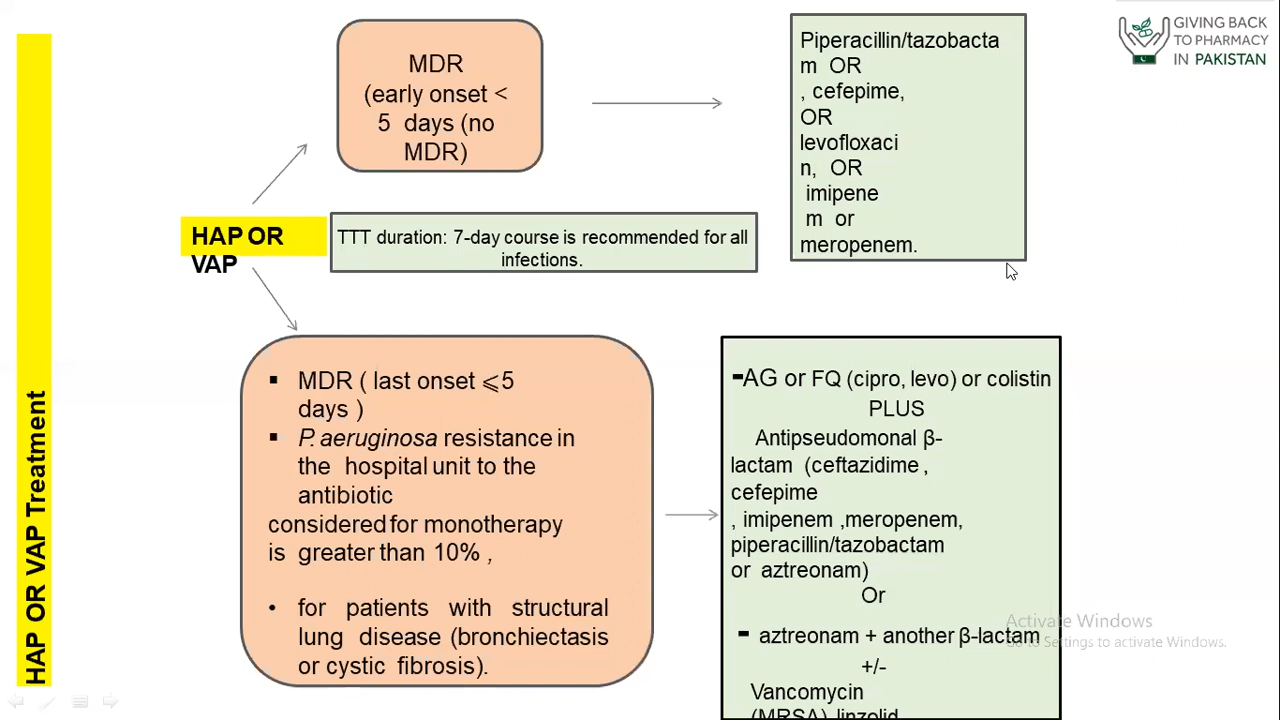 GIVING BACK
TO PHARMACY
IN PAKISTAN
HAP OR VAP Treatment
MDR
(early onset <
5 days (no
MDR)
Piperacillin/tazobacta
m OR
, cefepime,
OR
levofloxaci
n, OR
imipene
m or
meropenem.
HAP OR
VAP
TTT duration: 7-day course is recommended for all
infections.
▪ MDR ( last onset ⩽5
days )
▪ P. aeruginosa resistance in
the hospital unit to the
antibiotic
considered for monotherapy
is greater than 10% ,
• for patients with structural
lung disease (bronchiectasis
or cystic fibrosis).
-AG or FQ (cipro, levo) or colistin
PLUS
Antipseudomonal β-
lactam (ceftazidime ,
cefepime
, imipenem ,meropenem,
piperacillin/tazobactam
or aztreonam)
Or
- aztreonam + another β-lactam
+/-
Vancomycin
(MRSA) linzolid
Activate Windows
Go to Settings to activate Windows.